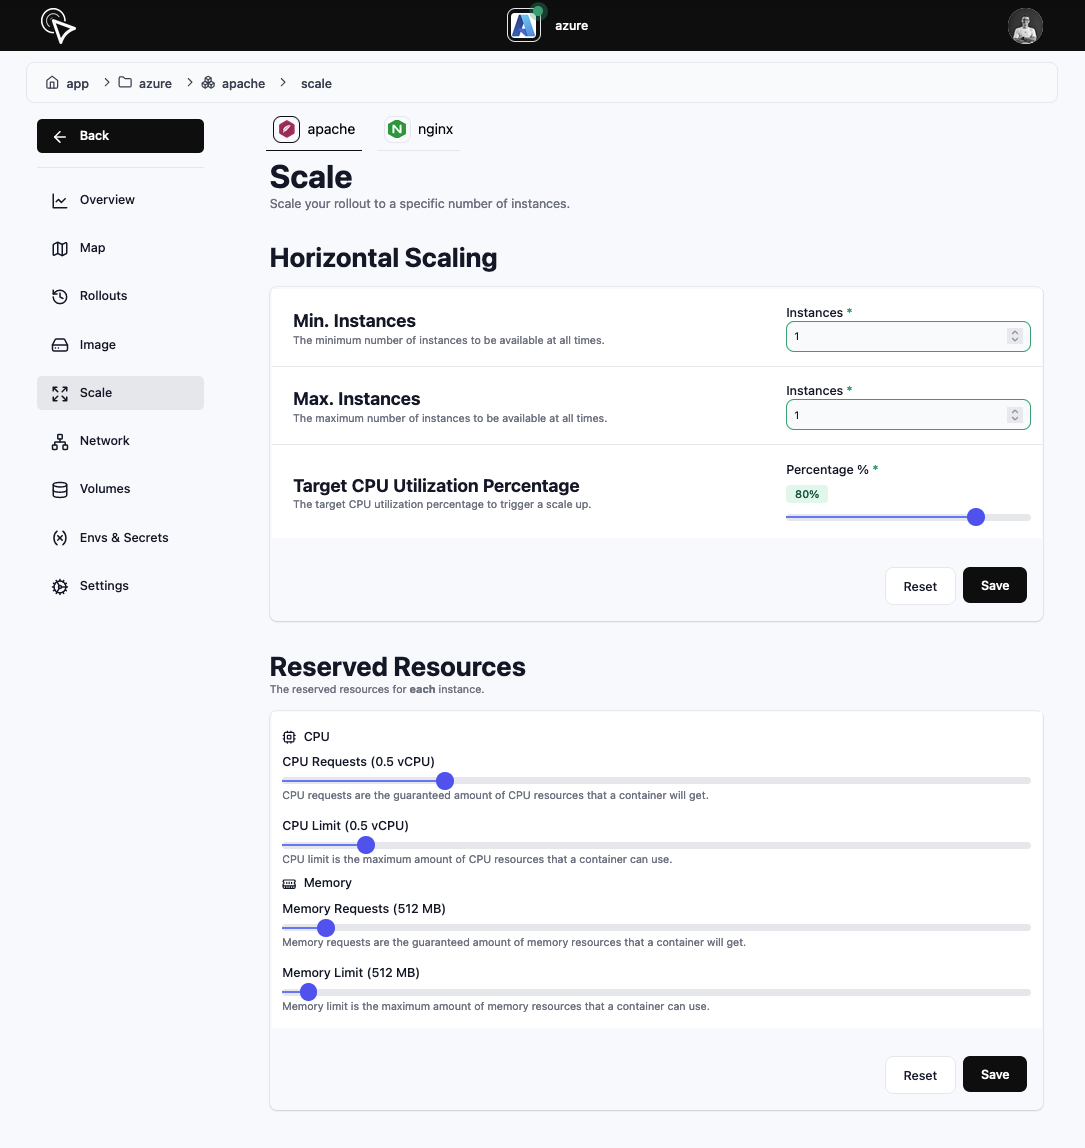 azure
app
azure
apache
scale
Back
apache
nginx
Overview
Map
Rollouts
Image
Scale
Network
Volumes
Envs & Secrets
Settings
Scale
Scale your rollout to a specific number of instances.
Horizontal Scaling
Min. Instances
The minimum number of instances to be available at all times.
Instances *
1
Max. Instances
The maximum number of instances to be available at all times.
Instances *
1
Target CPU Utilization Percentage
The target CPU utilization percentage to trigger a scale up.
Percentage % *
80%
Reset
Save
Reserved Resources
The reserved resources for each instance.
CPU
CPU Requests (0.5 vCPU)
CPU requests are the guaranteed amount of CPU resources that a container will get.
CPU Limit (0.5 vCPU)
CPU limit is the maximum amount of CPU resources that a container can use.
Memory
Memory Requests (512 MB)
Memory requests are the guaranteed amount of memory resources that a container will get.
Memory Limit (512 MB)
Memory limit is the maximum amount of memory resources that a container can use.
Reset
Save